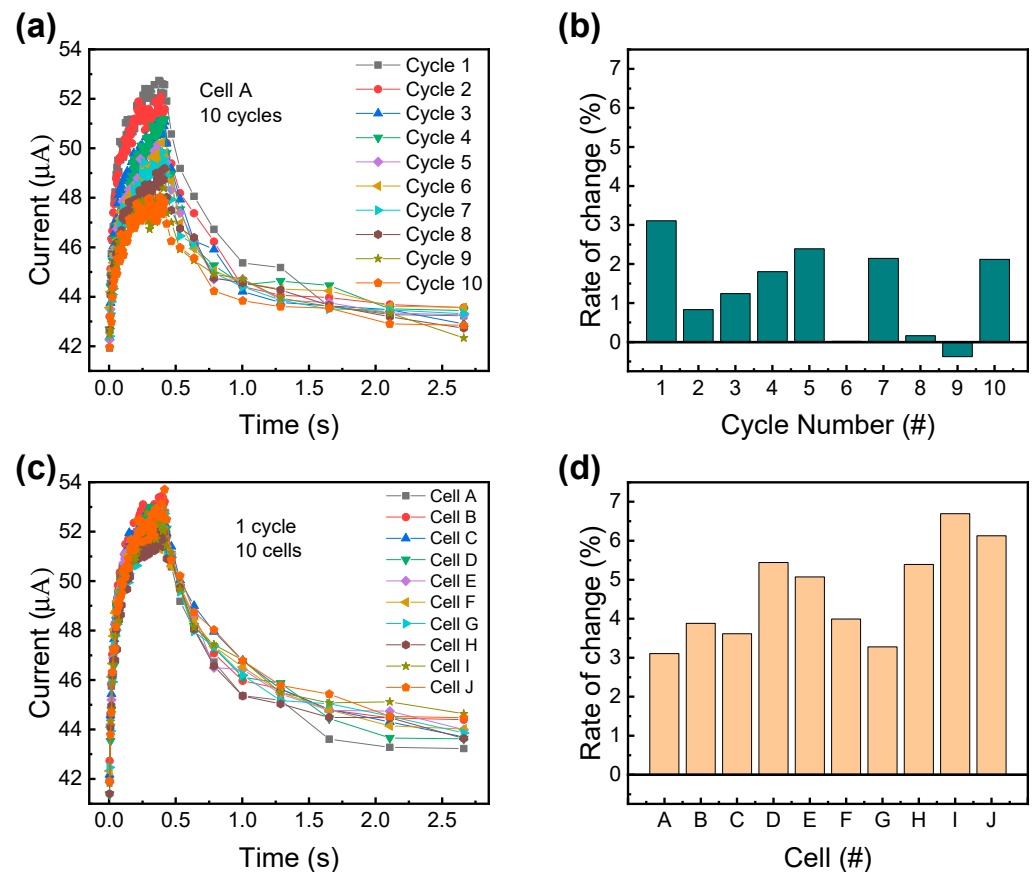 (a)
54
52
50
48
46
44
42
Current (μA)
Cell A
10 cycles
Cycle 1
Cycle 2
Cycle 3
Cycle 4
Cycle 5
Cycle 6
Cycle 7
Cycle 8
Cycle 9
Cycle 10
0.0 0.5 1.0 1.5 2.0 2.5
Time (s)
(b)
7
6
5
4
3
2
1
0
Rate of change (%)
1 2 3 4 5 6 7 8 9 10
Cycle Number (#)
(c)
54
52
50
48
46
44
42
Current (μA)
1 cycle
10 cells
Cell A
Cell B
Cell C
Cell D
Cell E
Cell F
Cell G
Cell H
Cell I
Cell J
0.0 0.5 1.0 1.5 2.0 2.5
Time (s)
(d)
7
6
5
4
3
2
1
0
Rate of change (%)
A B C D E F G H I J
Cell (#)